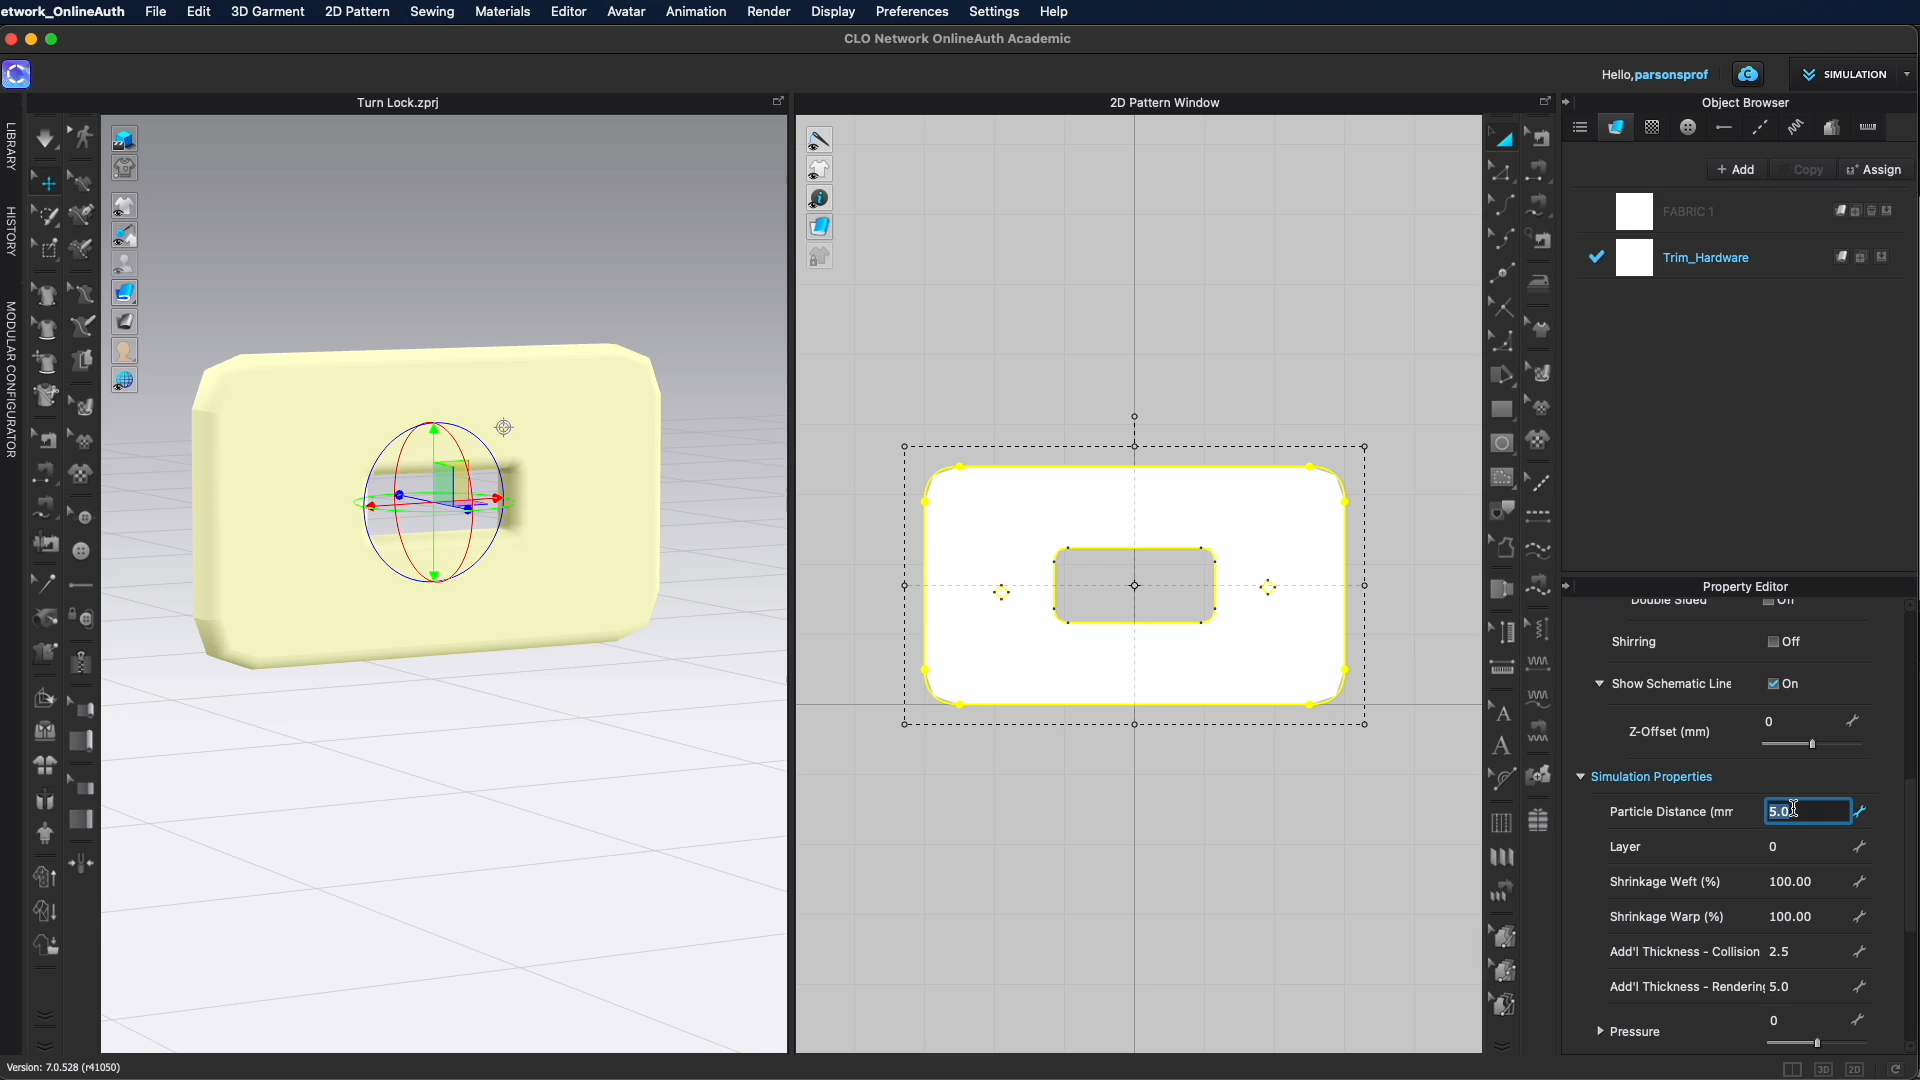 etwork_OnlineAuth File Edit 3D Garment 2D Pattern Sewing Materials Editor Avatar Animation Render Display Preferences Settings Help
CLO Network OnlineAuth Academic
Hello,parsonsprof
SIMULATION
Turn Lock.zprj
2D Pattern Window
Object Browser
LIBRARY
HISTORY
MODULAR CONFIGURATOR
+ Add Copy Assign
FABRIC 1
Trim_Hardware
Property Editor
Double Sided Off
Shirring Off
Show Schematic Line On
Z-Offset (mm) 0
Simulation Properties
Particle Distance (mm 5.0
Layer 0
Shrinkage Weft (%) 100.00
Shrinkage Warp (%) 100.00
Add'l Thickness - Collision 2.5
Add'l Thickness - Rendering 5.0
Pressure 0
Version: 7.0.528 (r41050)
3D 2D